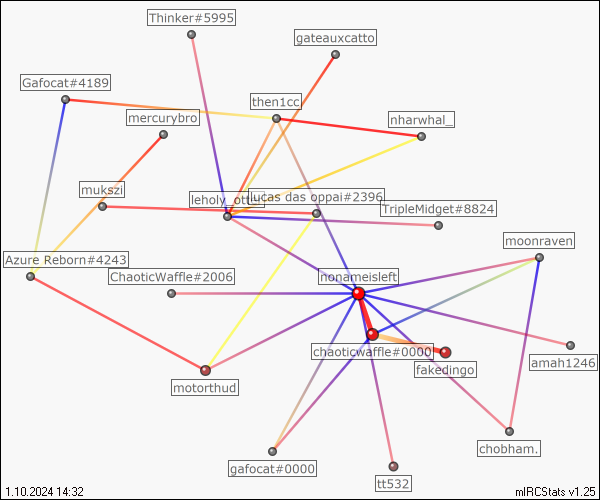 Thinker#5995
gateauxcatto
Gafocat#4189
then1cc
mercurybro
nharwhal_
mukszi
lucas das oppai#2396
TripleMidget#8824
moonraven
Azure Reborn#4243
ChaoticWaffle#2006
nonameisleft
chaoticwaffle#0000
amah1246
fakedingo
motorthud
chobham.
gafocat#0000
tt532
1.10.2024 14:32
mIRCStats v1.25